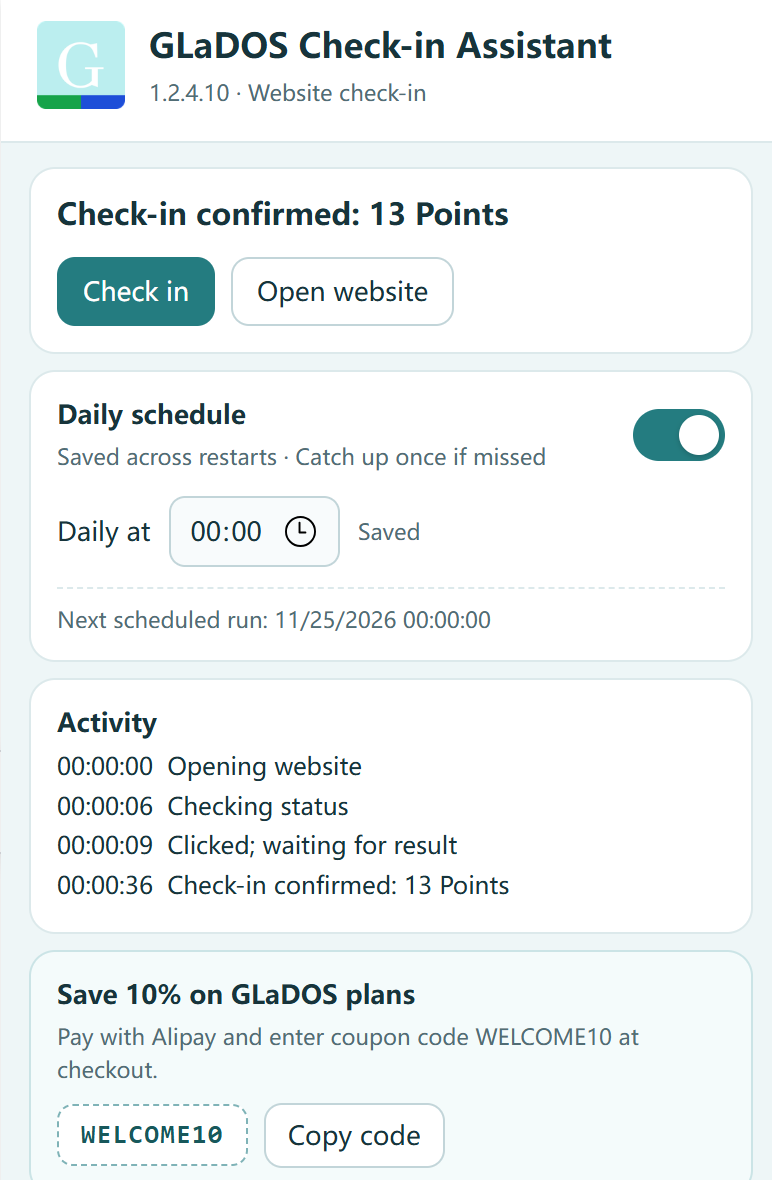 G
GLaDOS Check-in Assistant
1.2.4.10 · Website check-in
Check-in confirmed: 13 Points
Check in
Open website
Daily schedule
Saved across restarts · Catch up once if missed
Daily at
00:00
Saved
Next scheduled run: 11/25/2026 00:00:00
Activity
00:00:00 Opening website
00:00:06 Checking status
00:00:09 Clicked; waiting for result
00:00:36 Check-in confirmed: 13 Points
Save 10% on GLaDOS plans
Pay with Alipay and enter coupon code WELCOME10 at
checkout.
WELCOME10
Copy code